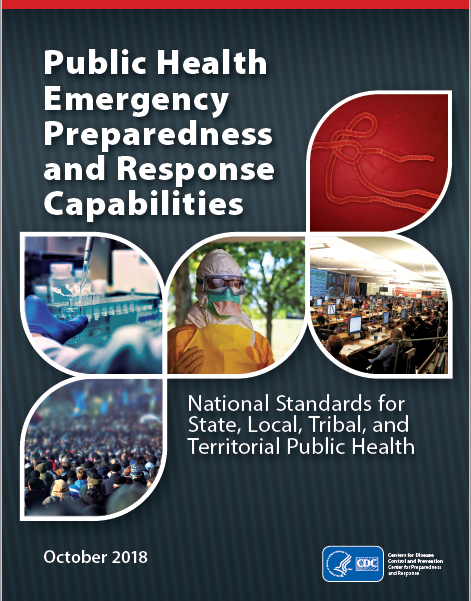 Public Health
Emergency
Preparedness
and Response
Capabilities
National Standards for
State, Local, Tribal, and
Territorial Public Health
October 2018
CDC
Centers for Disease
Control and Prevention
Center for Preparedness
and Response